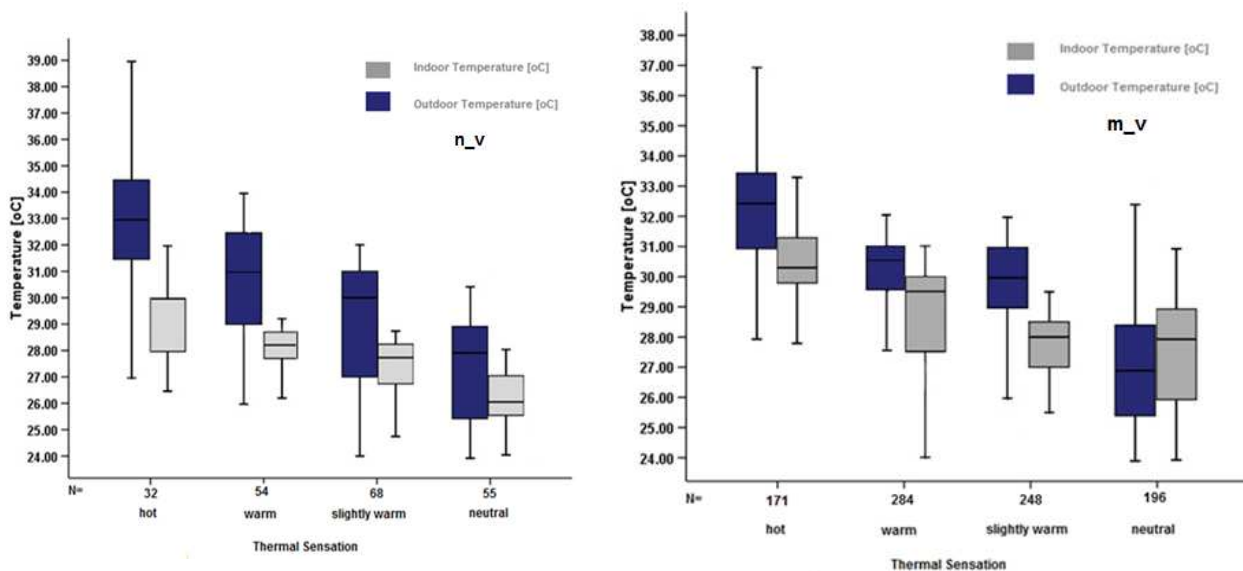 39.00
38.00
37.00
36.00
35.00
34.00
33.00
32.00
31.00
30.00
29.00
28.00
27.00
26.00
25.00
24.00
Temperature [oC]
Indoor Temperature [oC]
Outdoor Temperature [oC]
n_v
N= 32 54 68 55
hot warm slightly warm neutral
Thermal Sensation
38.00
37.00
36.00
35.00
34.00
33.00
32.00
31.00
30.00
29.00
28.00
27.00
26.00
25.00
24.00
Temperature [oC]
Indoor Temperature [oC]
Outdoor Temperature [oC]
m_v
N= 171 284 248 196
hot warm slightly warm neutral
Thermal Sensation